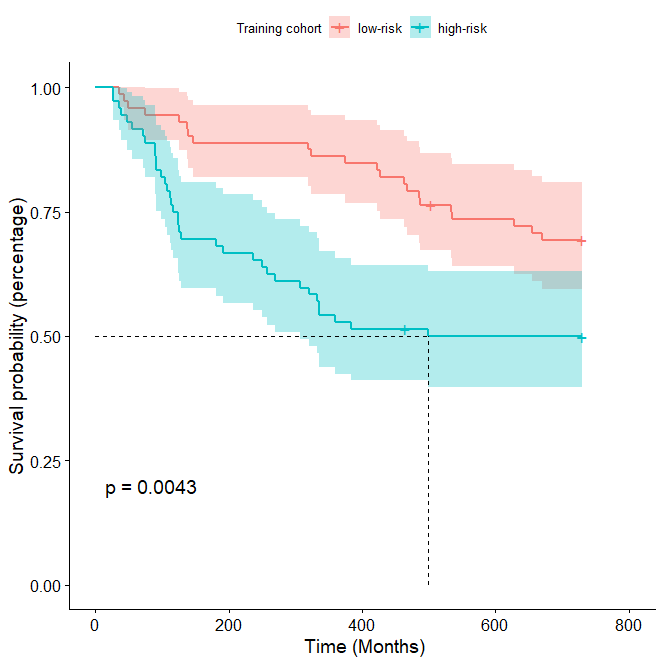 Training cohort low-risk high-risk
Survival probability (percentage)
1.00
0.75
0.50
0.25
0.00
p = 0.0043
0 200 400 600 800
Time (Months)